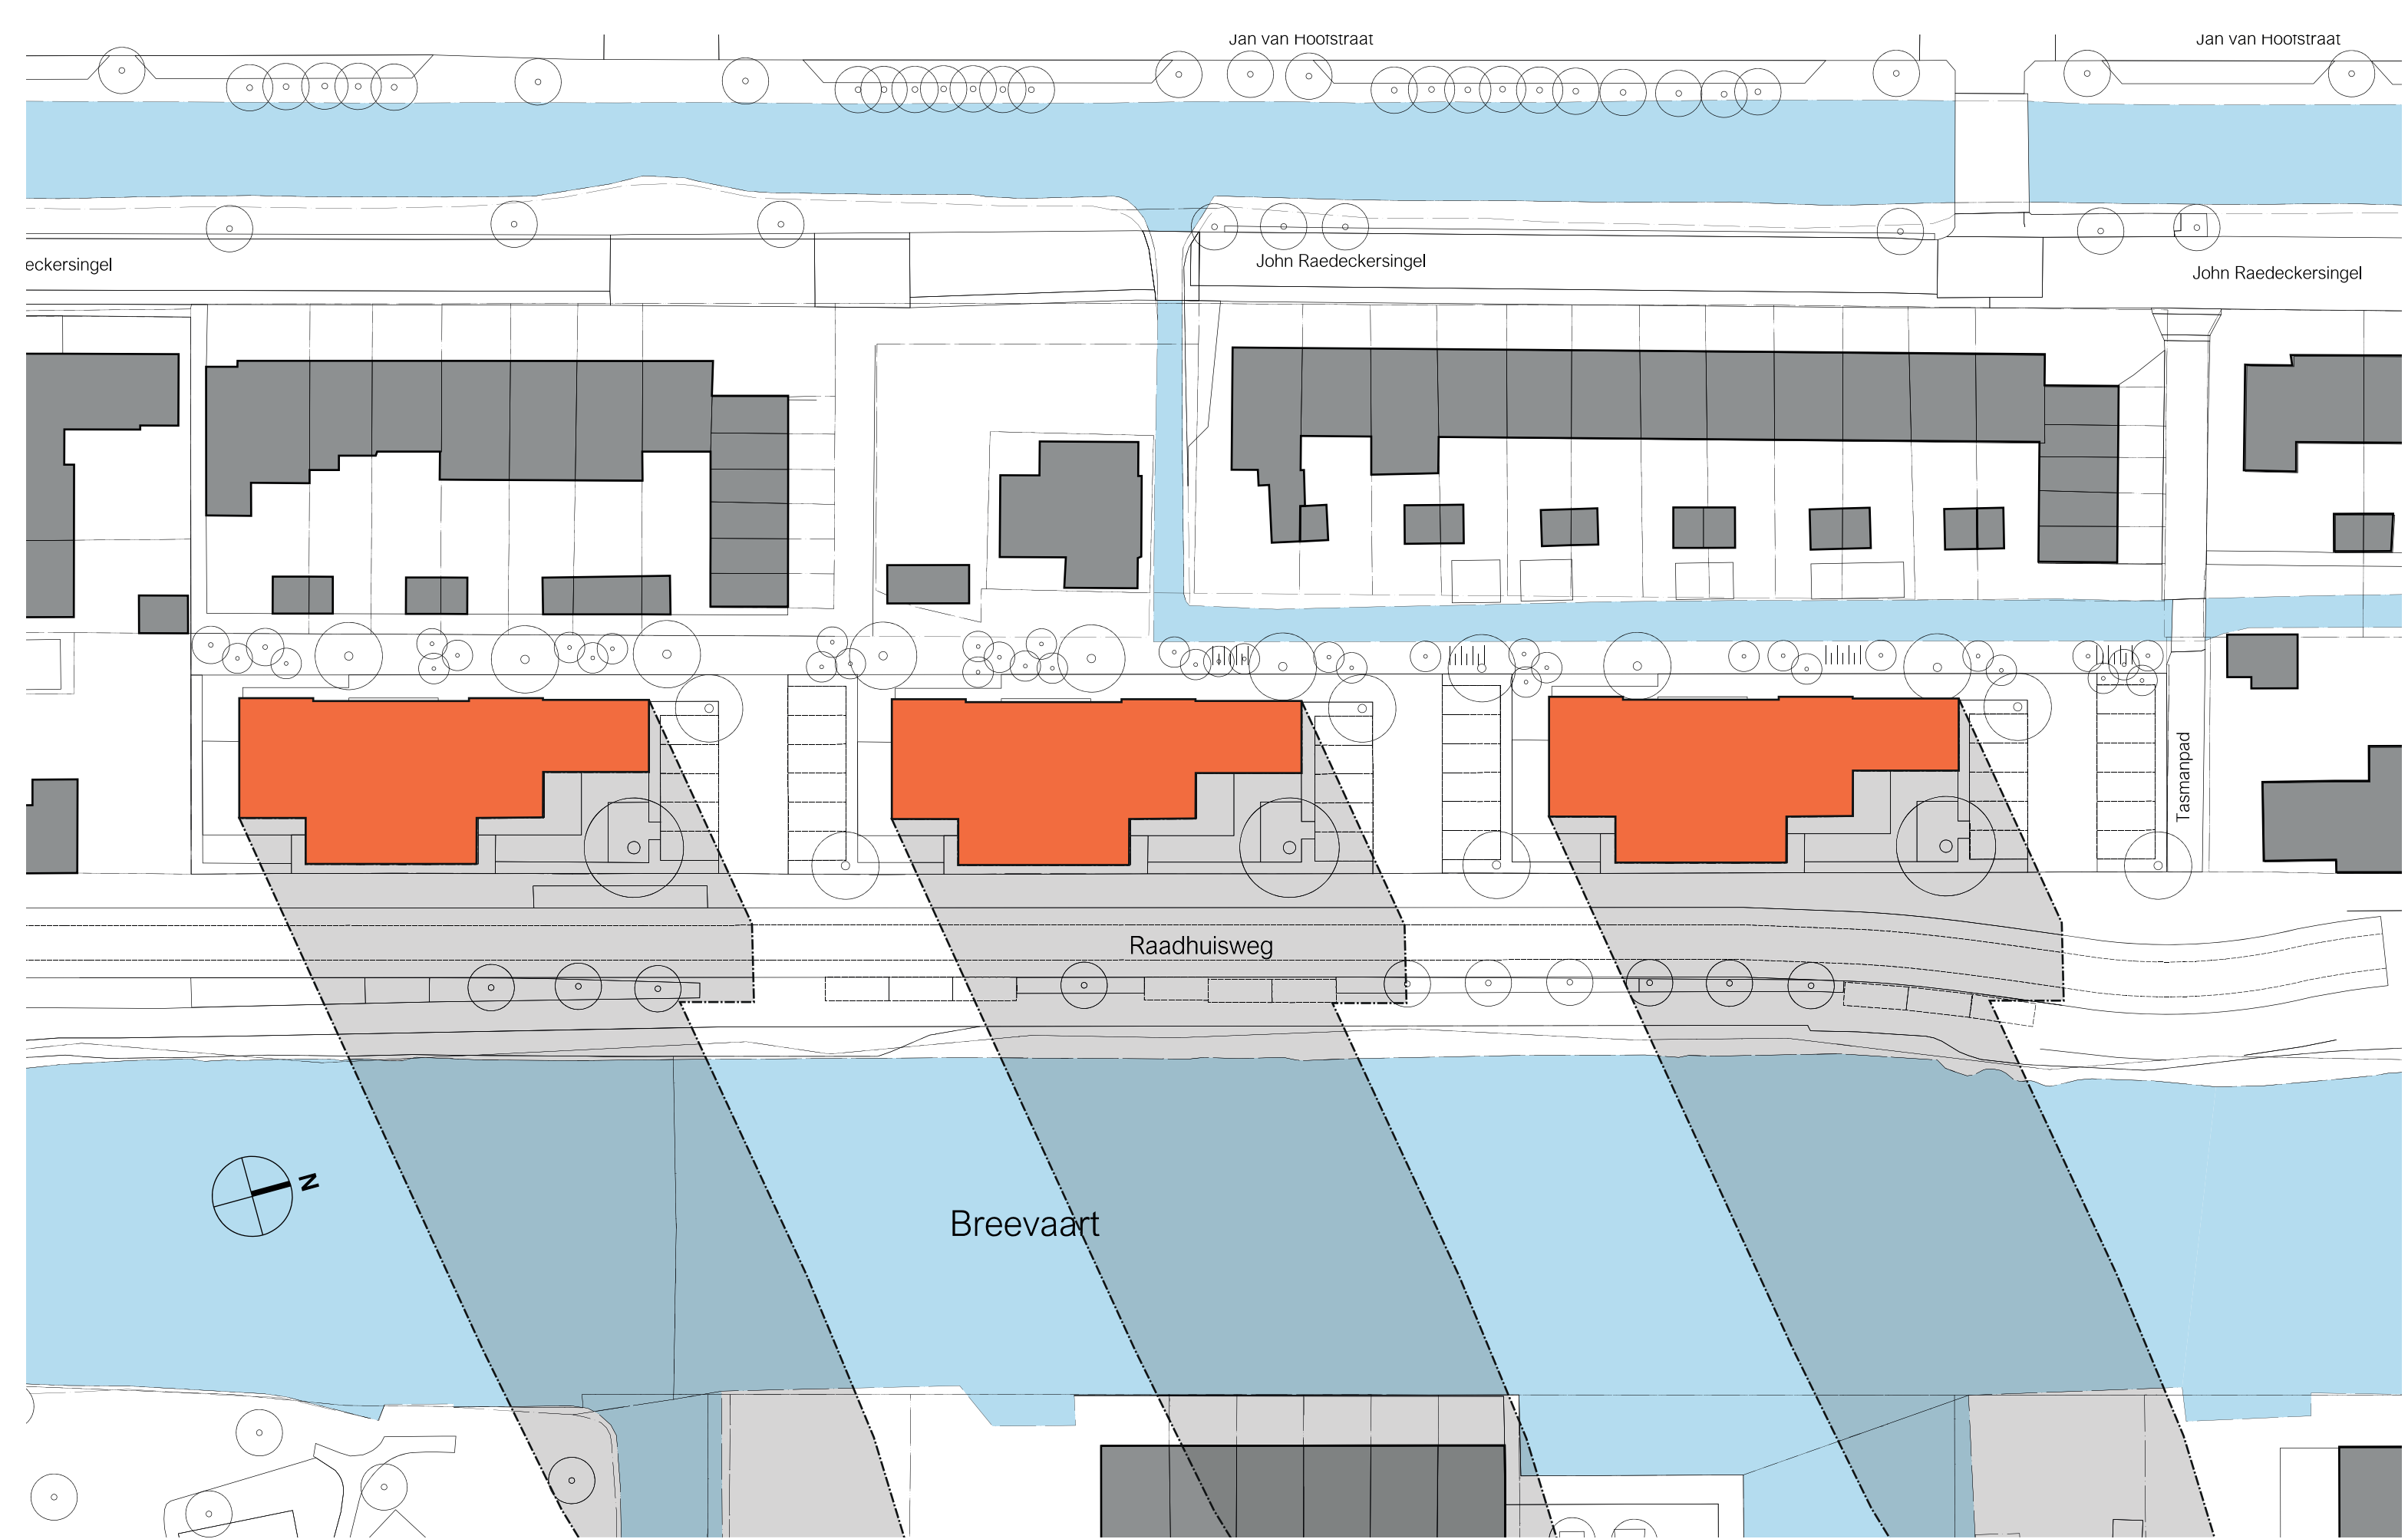 Jan van Hoofstraat
Jan van Hoofstraat
eckersingel
John Raedeckersingel
John Raedeckersingel
Tasmanpad
Raadhuisweg
N
Breevaart